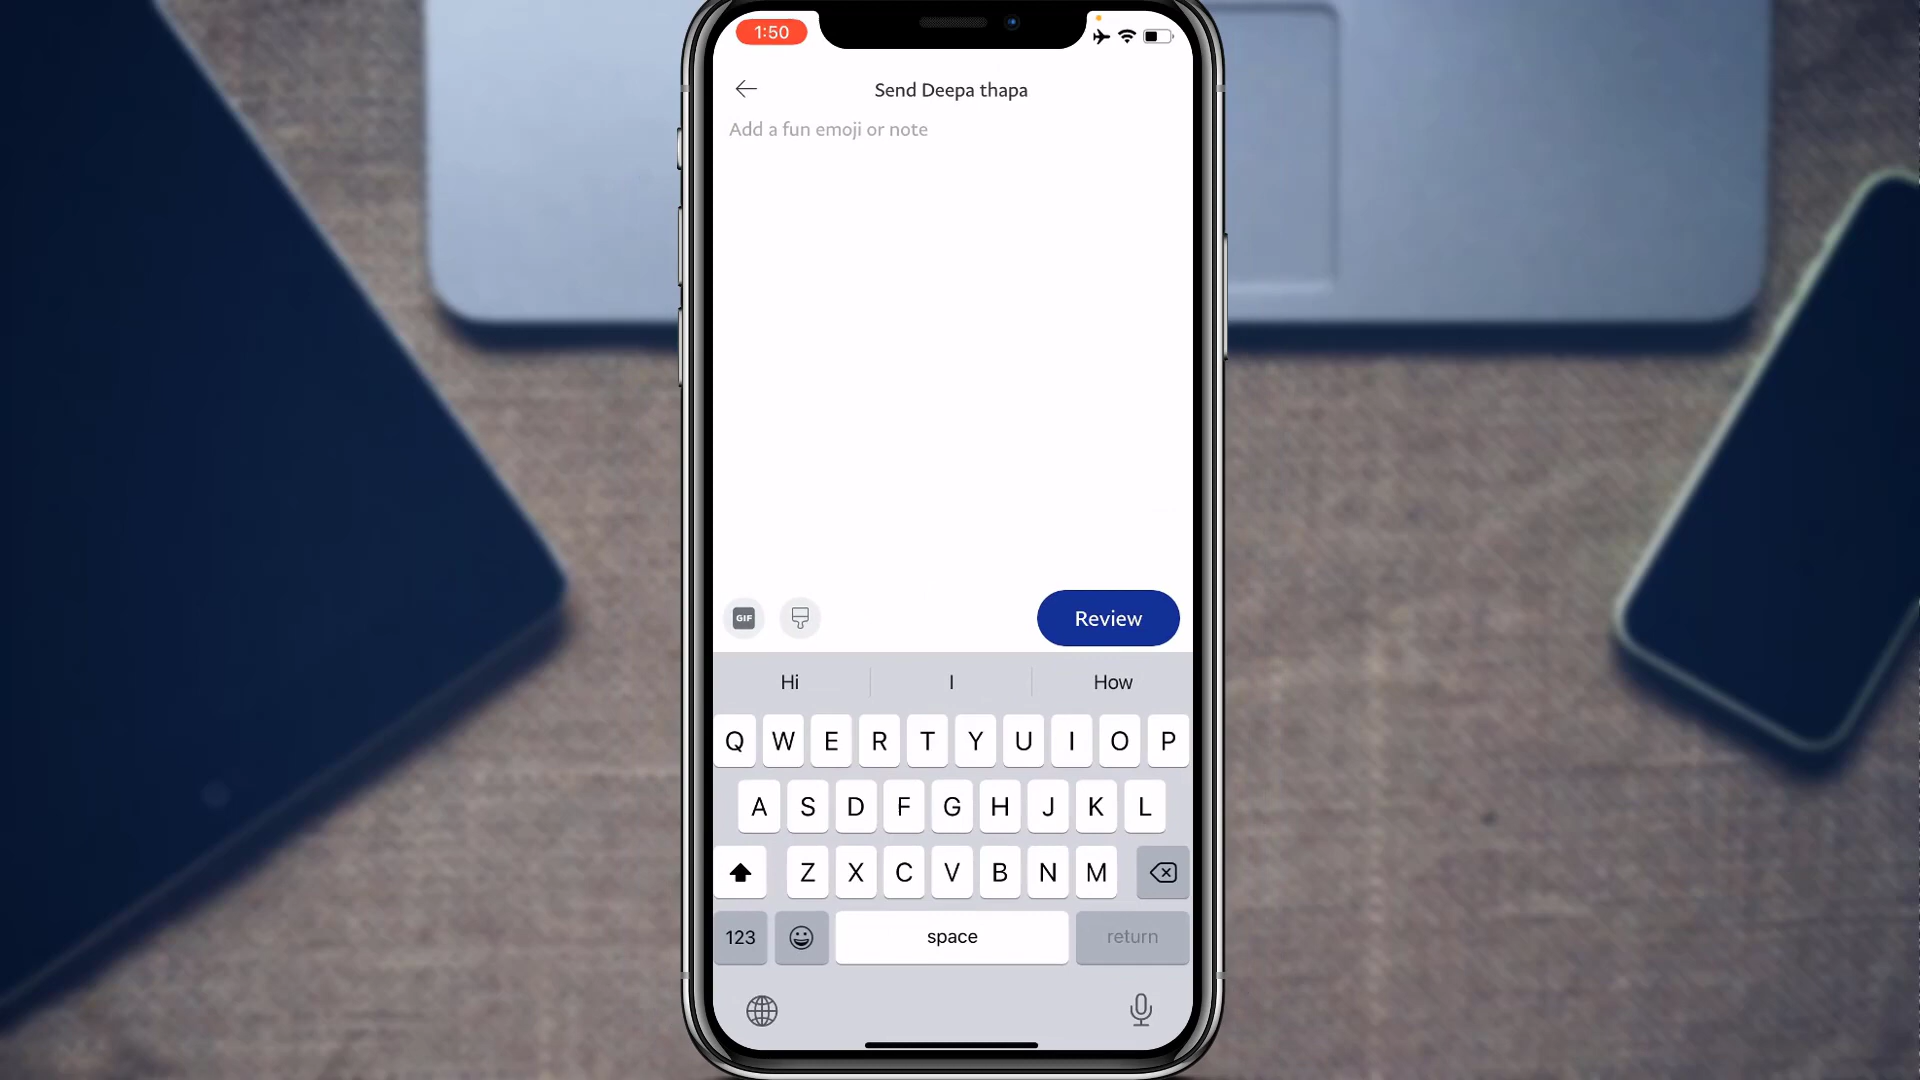 1:50
Send Deepa thapa
Add a fun emoji or note
GIF
Review
Hi I How
Q W E R T Y U I O P
A S D F G H J K L
Z X C V B N M
123 space return